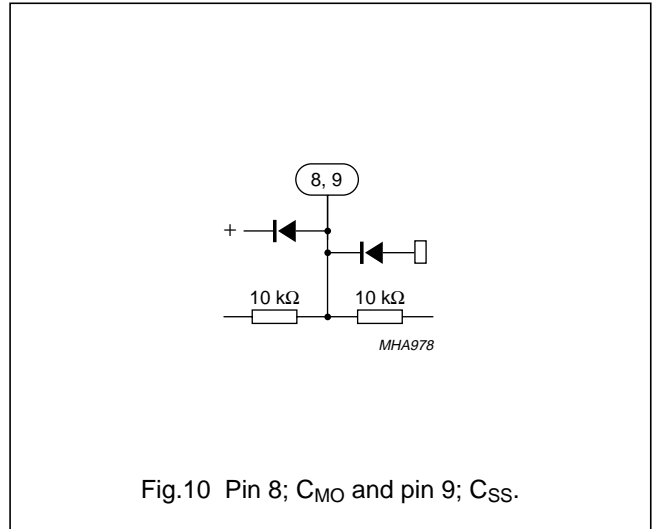 8, 9
+
10 kΩ 10 kΩ
MHA978
Fig.10 Pin 8; CMO and pin 9; CSS.